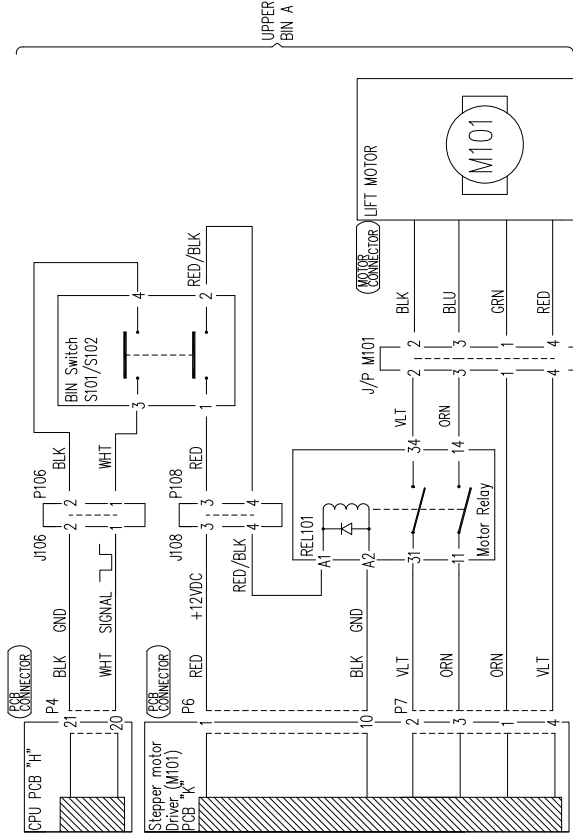 UPPER
BIN A
CPU PCB "H"
PCB
CONNECTOR
P4
21
20
BLK
GND
WHT
SIGNAL
J106
P106
2
2
1
1
BLK
WHT
BIN Switch
S101/S102
3
4
1
2
RED/BLK
Stepper motor
Driver (M101)
PCB "K"
PCB
CONNECTOR
P6
1
10
RED
+12VDC
J108
P108
3
3
4
4
RED
RED/BLK
BLK
GND
REL101
A1
A2
31
34
11
14
Motor Relay
P7
2
3
1
4
VLT
ORN
ORN
VLT
VLT
ORN
J/P M101
2
2
3
3
1
1
4
4
MOTOR
CONNECTOR
BLK
BLU
GRN
RED
LIFT MOTOR
M101